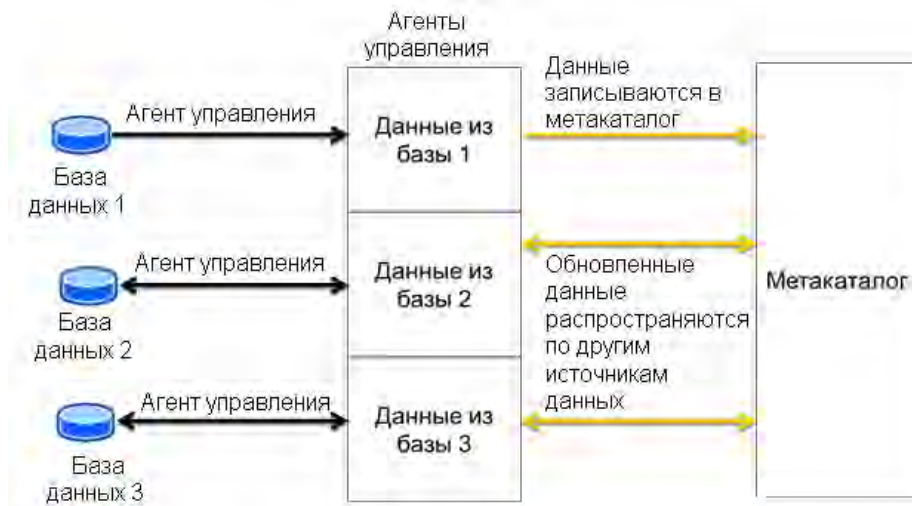 Агенты
управления
Данные
записываются в
метакаталог
Агент управления
Данные из
базы 1
База
данных 1
Агент управления
Данные из
базы 2
База
данных 2
Обновленные
данные
распространяются
по другим
источникам
данных
Метакаталог
Агент управления
Данные из
базы 3
База
данных 3